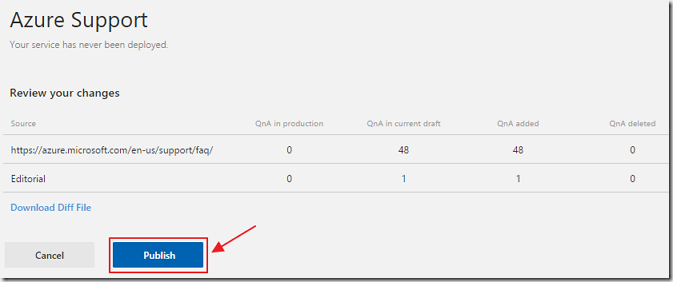 Azure Support
Your service has never been deployed.
Review your changes
Source QnA in production QnA in current draft QnA added QnA deleted
https://azure.microsoft.com/en-us/support/faq/ 0 48 48 0
Editorial 0 1 1 0
Download Diff File
Cancel Publish